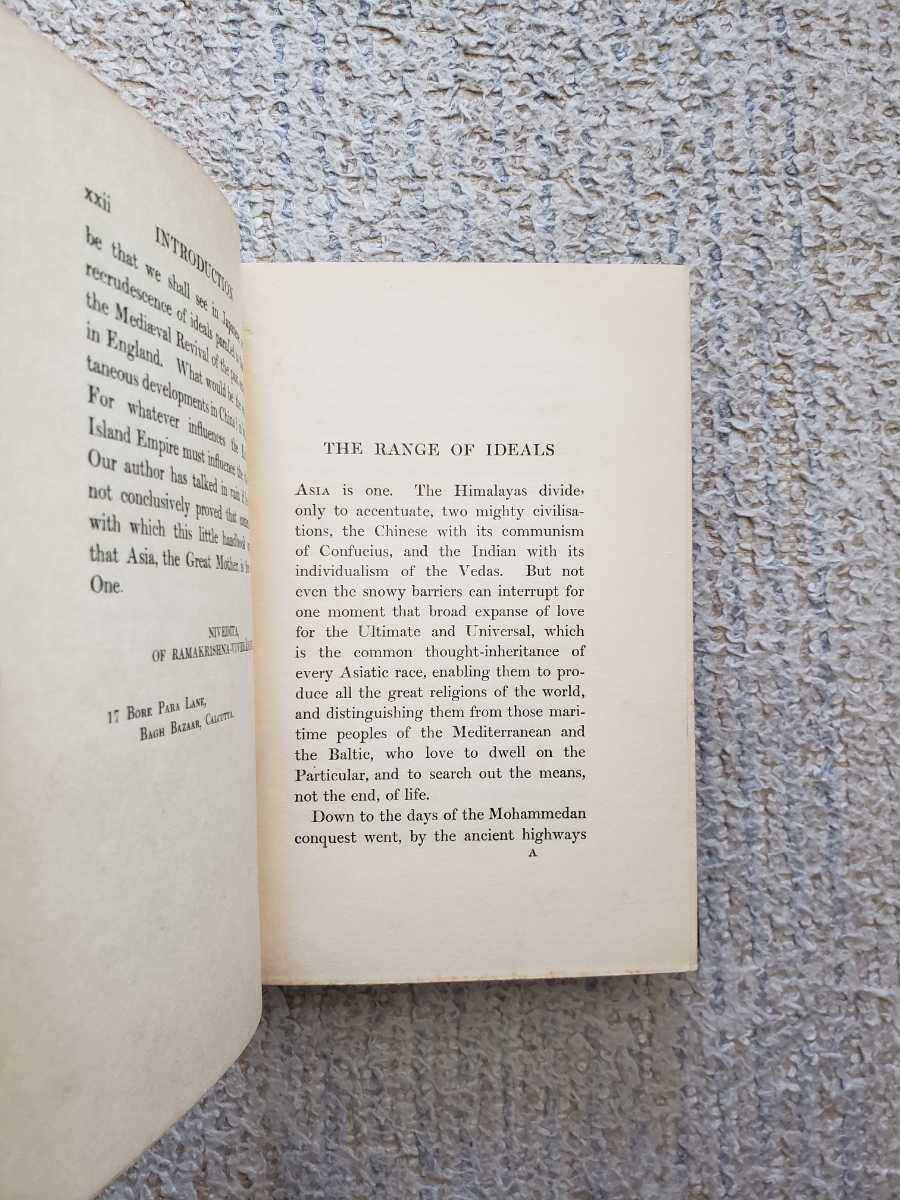 xxii
INTRODUCTION
be that we shall see in
recrudescence of ideals
the Mediæval Revival of the
in England. What would be
taneous developments in China
For whatever influences the
Island Empire must influence the
Our author has talked in vain if
not conclusively proved that
with which this little handbook
that Asia, the Great Mother, is
One.
NIVEDITA,
OF RAMAKRISHNA-
17 BOSE PARA LANE,
BAGH BAZAAR, CALCUTTA.
THE RANGE OF IDEALS
ASIA is one. The Himalayas divide,
only to accentuate, two mighty civilisa-
tions, the Chinese with its communism
of Confucius, and the Indian with its
individualism of the Vedas. But not
even the snowy barriers can interrupt for
one moment that broad expanse of love
for the Ultimate and Universal, which
is the common thought-inheritance of
every Asiatic race, enabling them to pro-
duce all the great religions of the world,
and distinguishing them from those mari-
time peoples of the Mediterranean and
the Baltic, who love to dwell on the
Particular, and to search out the means,
not the end, of life.
Down to the days of the Mohammedan
conquest went, by the ancient highways
A